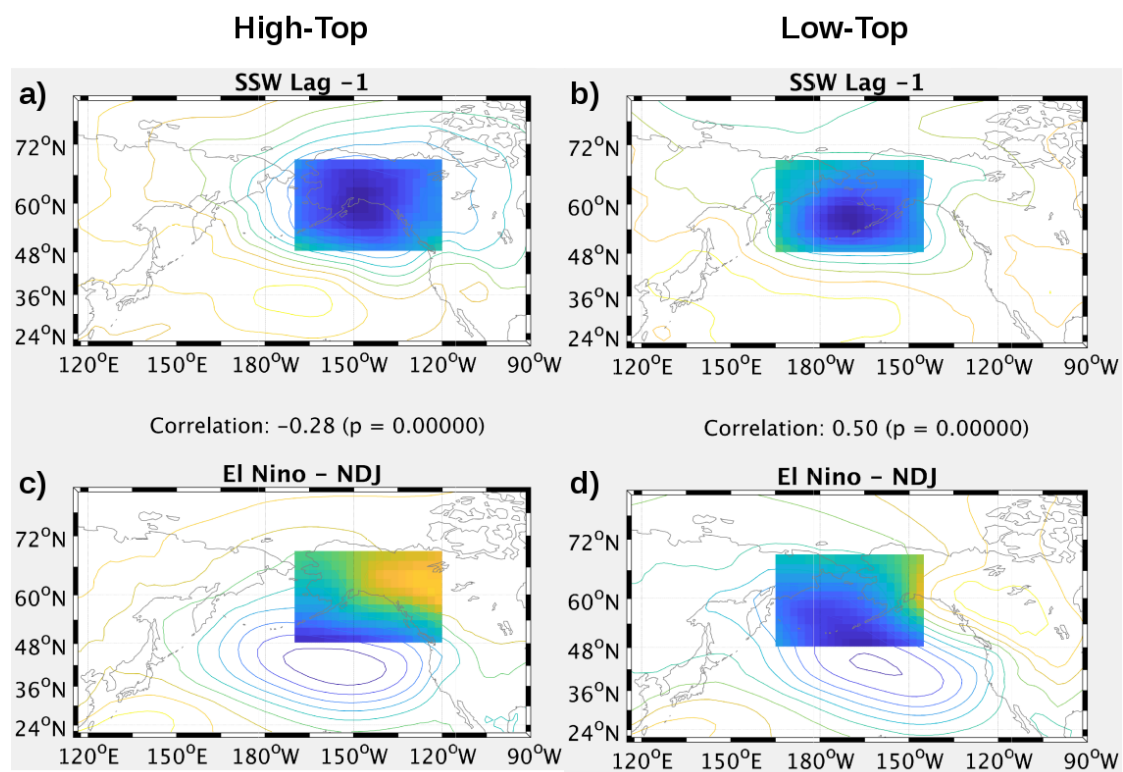 High-Top Low-Top
a) SSW Lag −1 b) SSW Lag −1
72°N 72°N
60°N 60°N
48°N 48°N
36°N 36°N
24°N 24°N
120°E 150°E 180°W 150°W 120°W 90°W 120°E 150°E 180°W 150°W 120°W 90°W
Correlation: −0.28 (p = 0.00000) Correlation: 0.50 (p = 0.00000)
c) El Nino − NDJ d) El Nino − NDJ
72°N 72°N
60°N 60°N
48°N 48°N
36°N 36°N
24°N 24°N
120°E 150°E 180°W 150°W 120°W 90°W 120°E 150°E 180°W 150°W 120°W 90°W